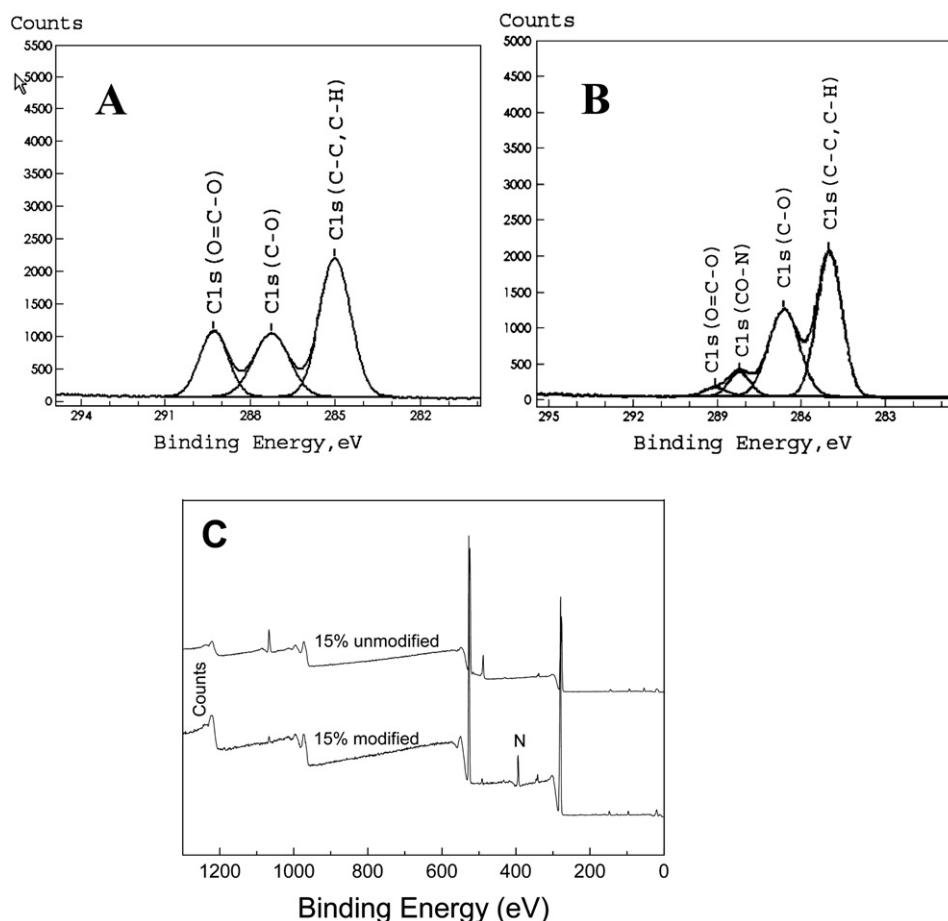 Counts
5500
5000
4500
4000
3500
3000
2500
2000
1500
1000
500
0
A
C1s(O=C-O)
C1s(C-O)
C1s(C-C,C-H)
294
291
288
285
282
Binding Energy,eV
Counts
5000
4500
4000
3500
3000
2500
2000
1500
1000
500
0
B
C1s(O=C-O)
C1s(CO-N)
C1s(C-O)
C1s(C-C,C-H)
295
292
289
286
283
Binding Energy,eV
C
15% unmodified
Counts
15% modified
N
1200
1000
800
600
400
200
0
Binding Energy (eV)